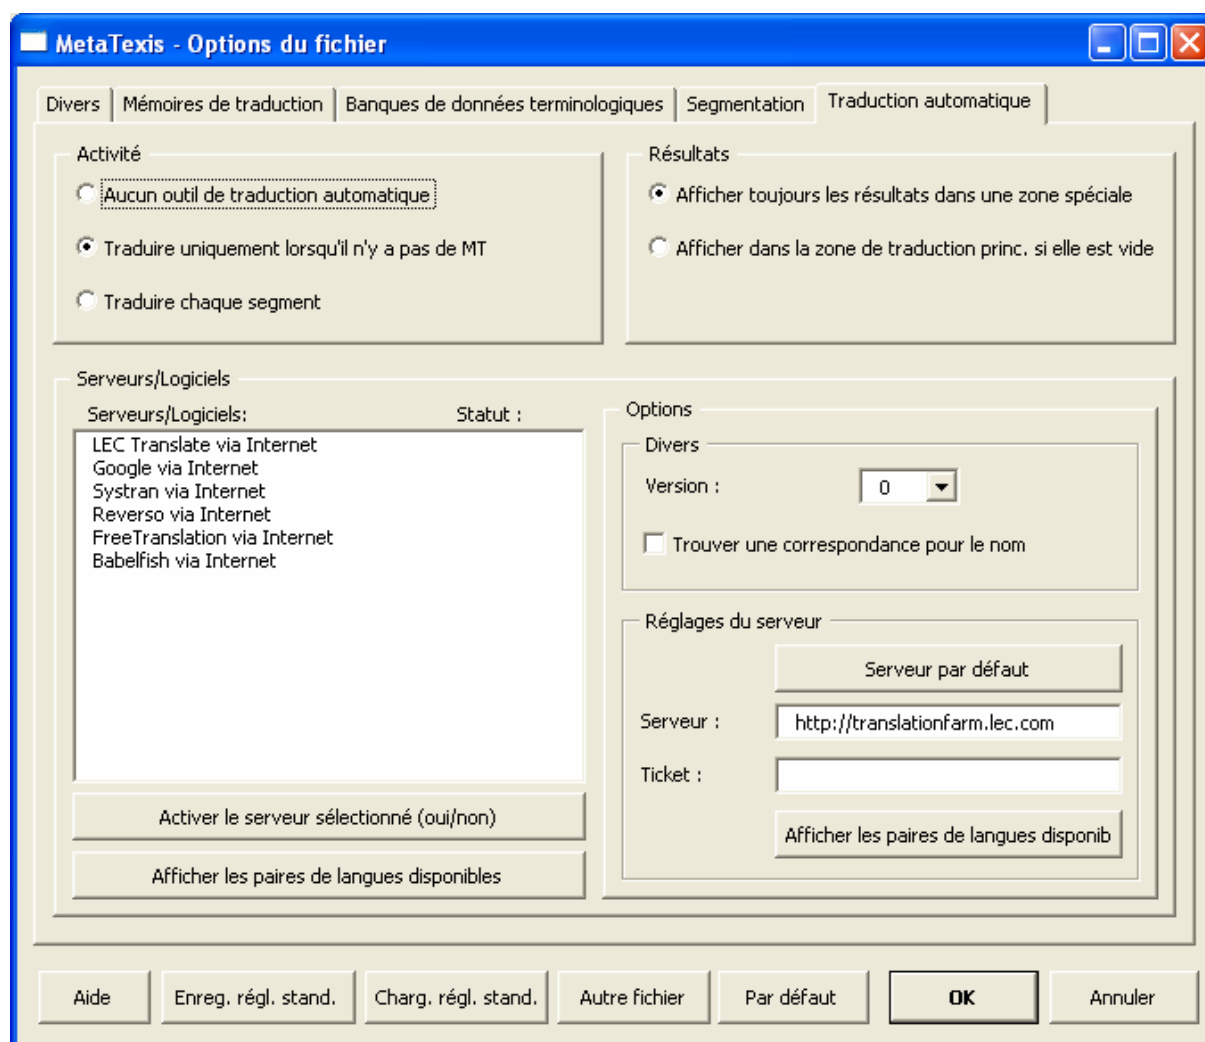 MetaTexis - Options du fichier
Divers
Mémoires de traduction
Banques de données terminologiques
Segmentation
Traduction automatique
Activité
Aucun outil de traduction automatique
Traduire uniquement lorsqu'il n'y a pas de MT
Traduire chaque segment
Résultats
Afficher toujours les résultats dans une zone spéciale
Afficher dans la zone de traduction princ. si elle est vide
Serveurs/Logiciels
Serveurs/Logiciels:
Statut :
LEC Translate via Internet
Google via Internet
Systran via Internet
Reverso via Internet
FreeTranslation via Internet
Babelfish via Internet
Activer le serveur sélectionné (oui/non)
Afficher les paires de langues disponibles
Options
Divers
Version :
0
Trouver une correspondance pour le nom
Réglages du serveur
Serveur par défaut
Serveur :
http://translationfarm.lec.com
Ticket :
Afficher les paires de langues disponib
Aide
Enreg. régl. stand.
Charg. régl. stand.
Autre fichier
Par défaut
OK
Annuler